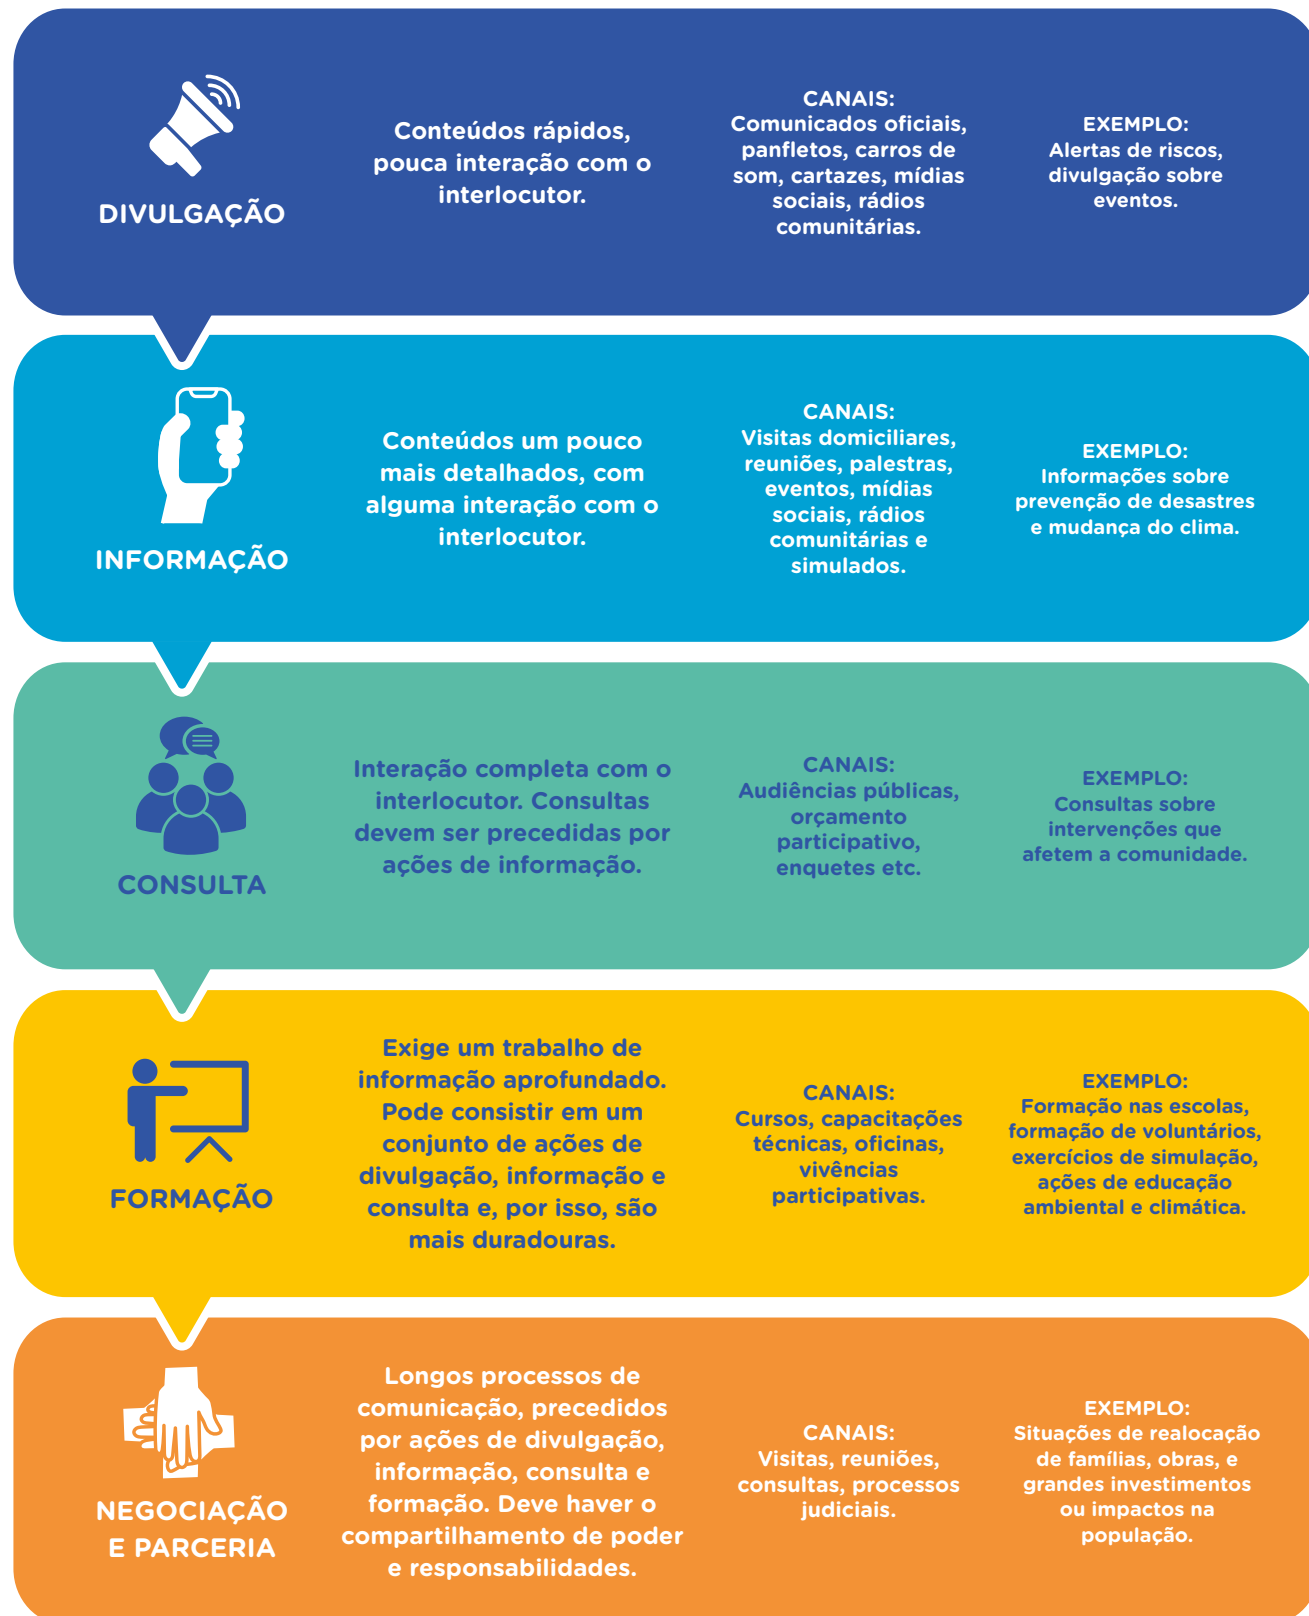 DIVULGAÇÃO
Conteúdos rápidos,
pouca interação com o
interlocutor.
CANAIS:
Comunicados oficiais,
panfletos, carros de
som, cartazes, mídias
sociais, rádios
comunitárias.
EXEMPLO:
Alertas de riscos,
divulgação sobre
eventos.
INFORMAÇÃO
Conteúdos um pouco
mais detalhados, com
alguma interação com o
interlocutor.
CANAIS:
Visitas domiciliares,
reuniões, palestras,
eventos, mídias
sociais, rádios
comunitárias e
simulados.
EXEMPLO:
Informações sobre
prevenção de desastres
e mudança do clima.
CONSULTA
Interação completa com o
interlocutor. Consultas
devem ser precedidas por
ações de informação.
CANAIS:
Audiências públicas,
orçamento
participativo,
enquetes etc.
EXEMPLO:
Consultas sobre
intervenções que
afetem a comunidade.
FORMAÇÃO
Exige um trabalho de
informação aprofundado.
Pode consistir em um
conjunto de ações de
divulgação, informação e
consulta e, por isso, são
mais duradouras.
CANAIS:
Cursos, capacitações
técnicas, oficinas,
vivências
participativas.
EXEMPLO:
Formação nas escolas,
formação de voluntários,
exercícios de simulação,
ações de educação
ambiental e climática.
NEGOCIAÇÃO
E PARCERIA
Longos processos de
comunicação, precedidos
por ações de divulgação,
informação, consulta e
formação. Deve haver o
compartilhamento de poder
e responsabilidades.
CANAIS:
Visitas, reuniões,
consultas, processos
judiciais.
EXEMPLO:
Situações de realocação
de famílias, obras, e
grandes investimentos
ou impactos na
população.